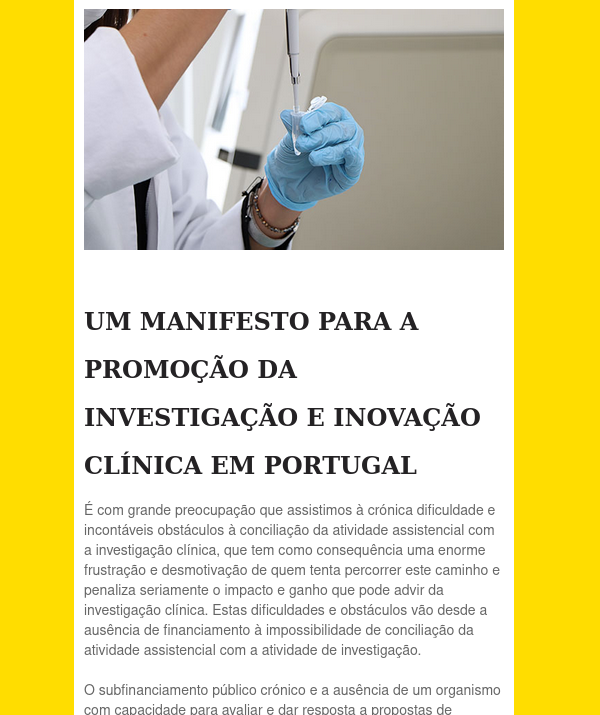 UM MANIFESTO PARA A
PROMOÇÃO DA
INVESTIGAÇÃO E INOVAÇÃO
CLÍNICA EM PORTUGAL
É com grande preocupação que assistimos à crónica dificuldade e
incontáveis obstáculos à conciliação da atividade assistencial com
a investigação clínica, que tem como consequência uma enorme
frustração e desmotivação de quem tenta percorrer este caminho e
penaliza seriamente o impacto e ganho que pode advir da
investigação clínica. Estas dificuldades e obstáculos vão desde a
ausência de financiamento à impossibilidade de conciliação da
atividade assistencial com a atividade de investigação.
O subfinanciamento público crónico e a ausência de um organismo
com capacidade para avaliar e dar resposta a propostas de